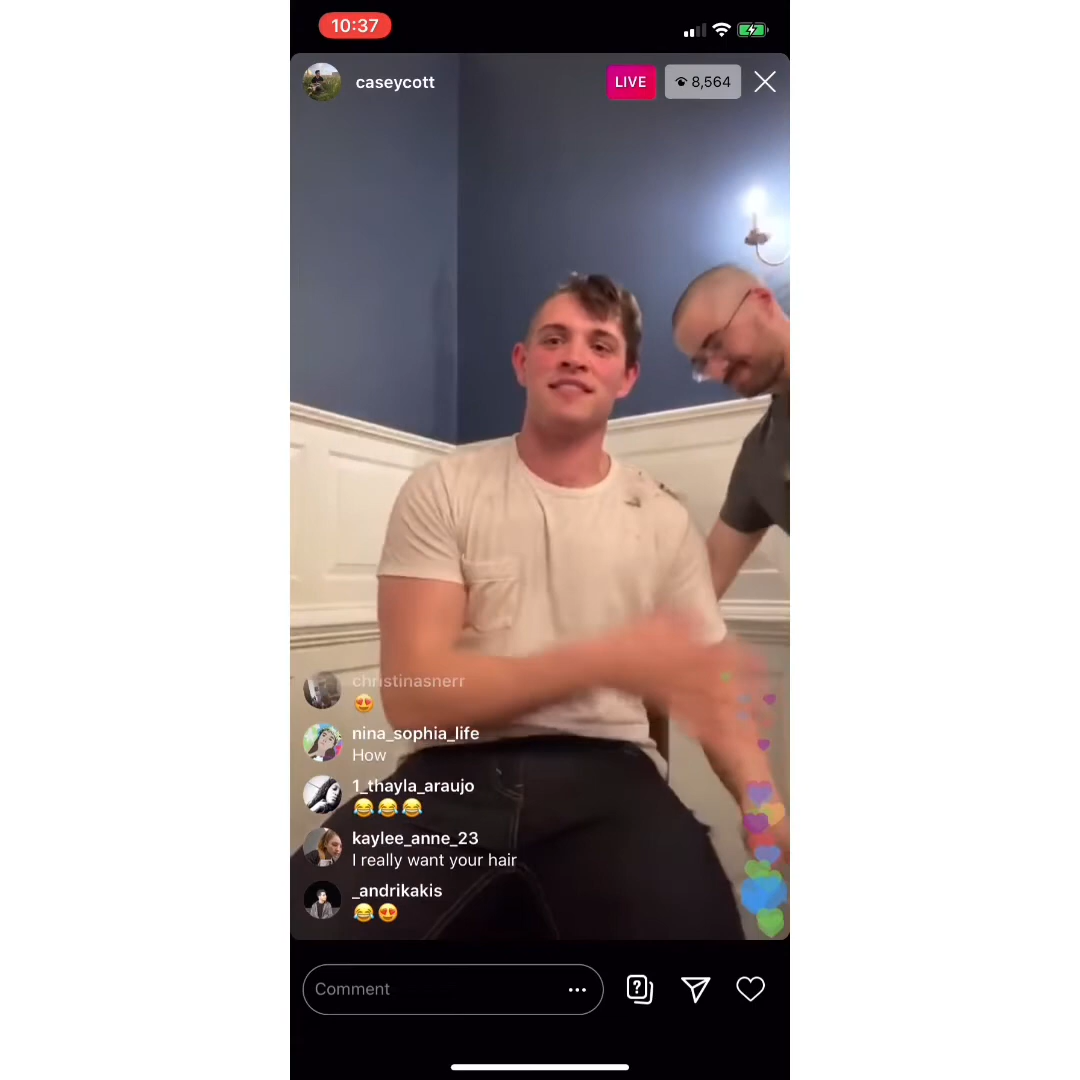 10:37
caseycott
LIVE
8,564
christinasnerr
😍
nina_sophia_life
How
1_thayla_araujo
😂😂😂
kaylee_anne_23
I really want your hair
_andrikakis
😂😍
Comment